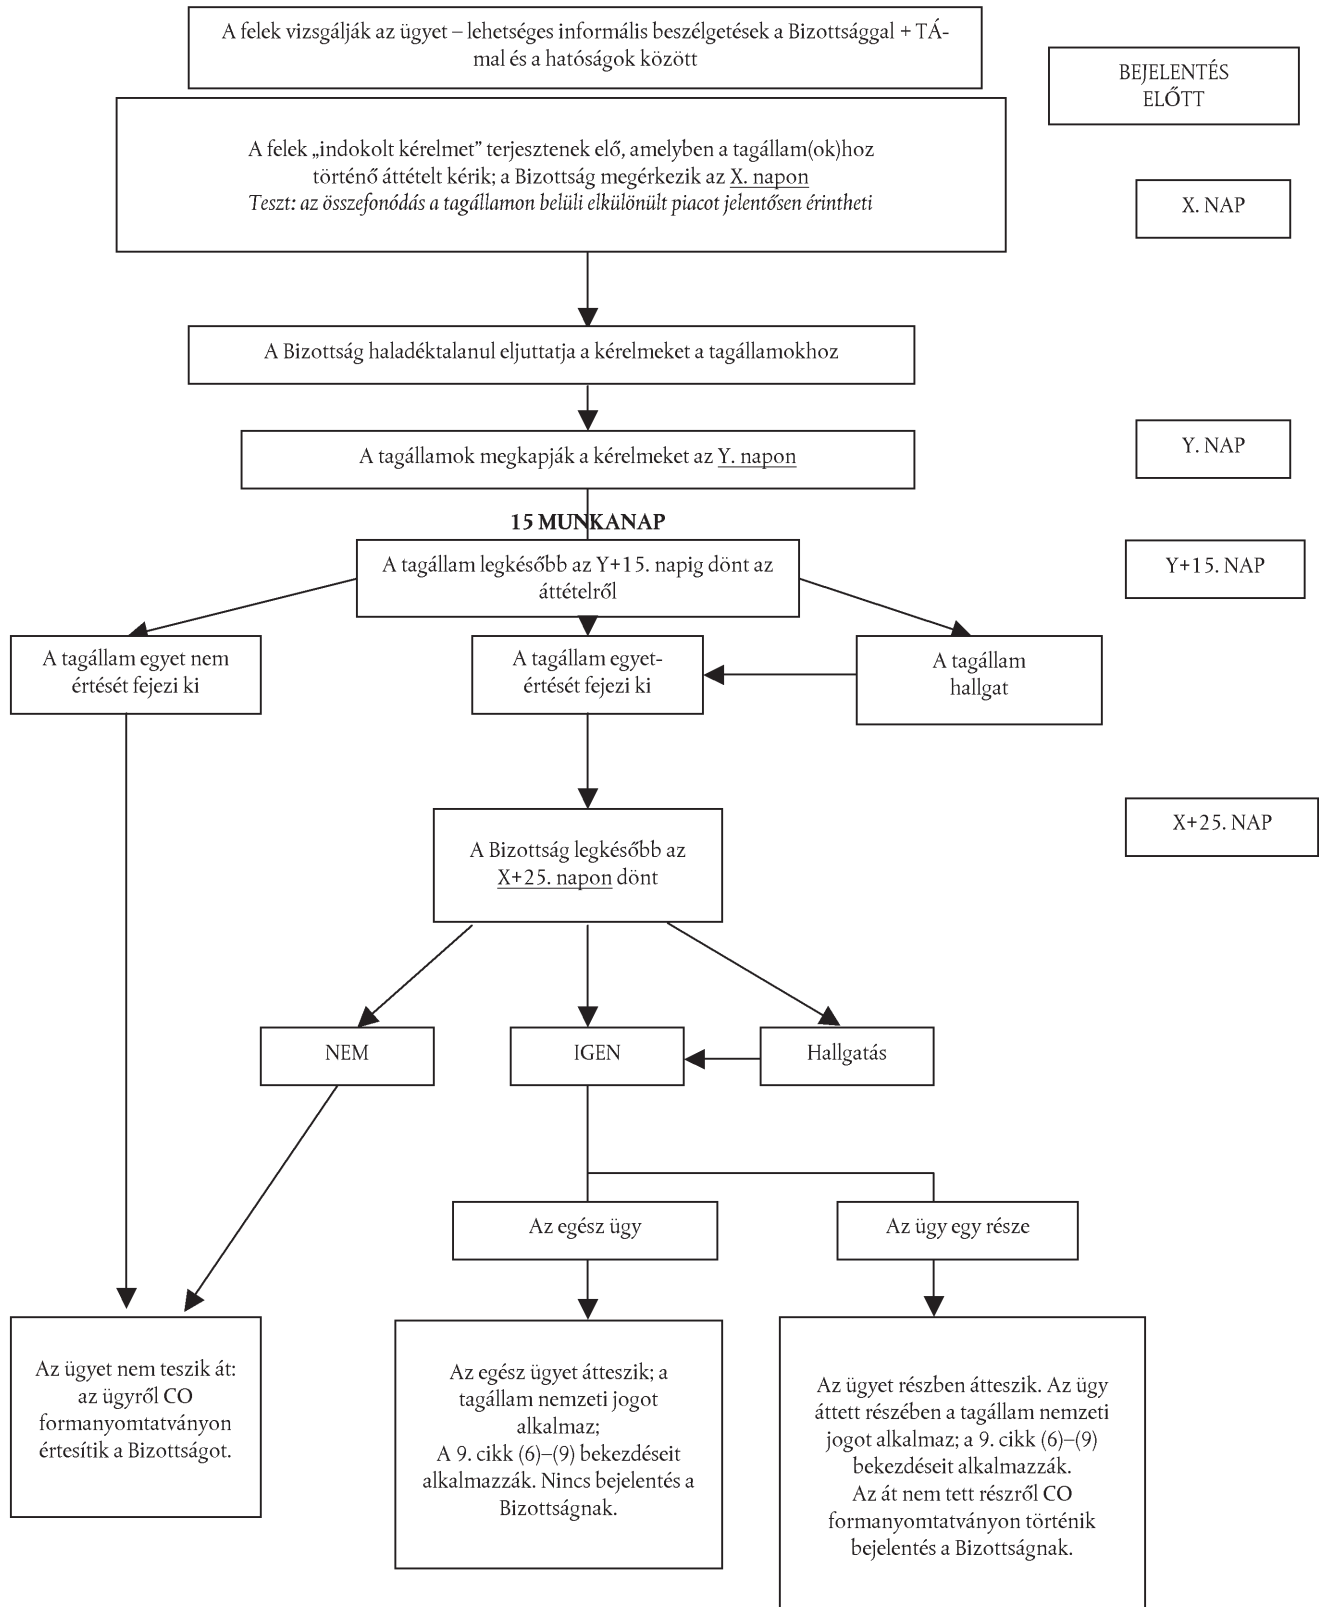 A felek vizsgálják az ügyet – lehetséges informális beszélgetések a Bizottsággal + TÁ-
mal és a hatóságok között
BEJELENTÉS
ELŐTT
A felek „indokolt kérelmet” terjesztenek elő, amelyben a tagállam(ok)hoz
történő áttételt kérik; a Bizottság megérkezik az X. napon
Teszt: az összefonódás a tagállamon belüli elkülönült piacot jelentősen érintheti
X. NAP
A Bizottság haladéktalanul eljuttatja a kérelmeket a tagállamokhoz
A tagállamok megkapják a kérelmeket az Y. napon
Y. NAP
15 MUNKANAP
A tagállam legkésőbb az Y+15. napig dönt az
áttételről
Y+15. NAP
A tagállam egyet nem
értését fejezi ki
A tagállam egyet-
értését fejezi ki
A tagállam
hallgat
X+25. NAP
A Bizottság legkésőbb az
X+25. napon dönt
NEM
IGEN
Hallgatás
Az egész ügy
Az ügy egy része
Az ügyet nem teszik át:
az ügyről CO
formanyomtatványon
értesítik a Bizottságot.
Az egész ügyet átteszik; a
tagállam nemzeti jogot
alkalmaz;
A 9. cikk (6)–(9) bekezdéseit
alkalmazzák. Nincs bejelentés a
Bizottságnak.
Az ügyet részben átteszik. Az ügy
áttett részében a tagállam nemzeti
jogot alkalmaz; a 9. cikk (6)–(9)
bekezdéseit alkalmazzák.
Az át nem tett részről CO
formanyomtatványon történik
bejelentés a Bizottságnak.